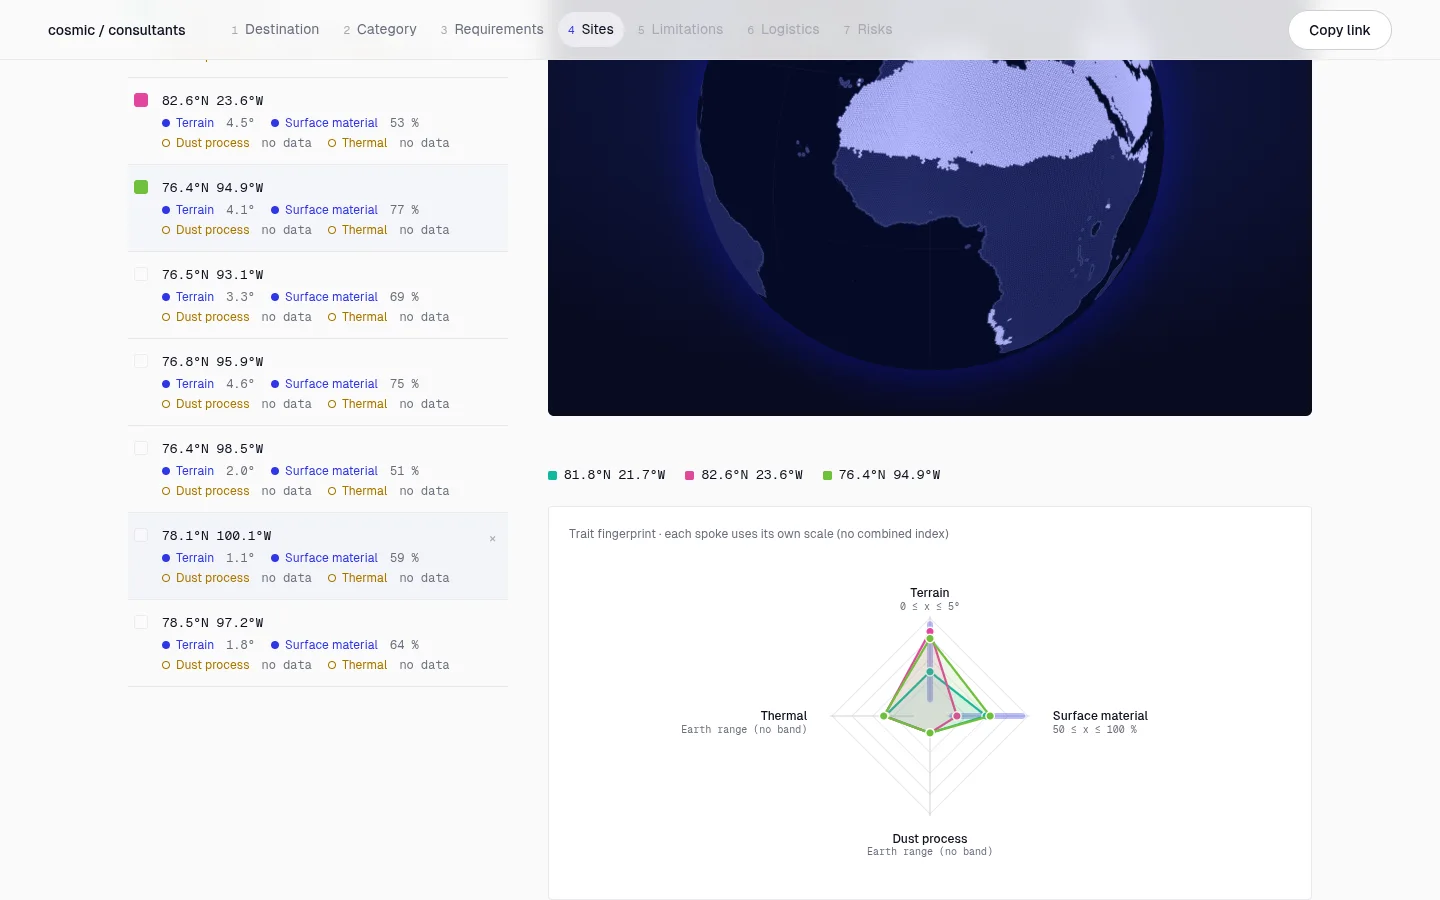 cosmic / consultants
1 Destination
2 Category
3 Requirements
4 Sites
5 Limitations
6 Logistics
7 Risks
Copy link
82.6°N 23.6°W
Terrain 4.5° Surface material 53 %
Dust process no data Thermal no data
76.4°N 94.9°W
Terrain 4.1° Surface material 77 %
Dust process no data Thermal no data
76.5°N 93.1°W
Terrain 3.3° Surface material 69 %
Dust process no data Thermal no data
76.8°N 95.9°W
Terrain 4.6° Surface material 75 %
Dust process no data Thermal no data
76.4°N 98.5°W
Terrain 2.0° Surface material 51 %
Dust process no data Thermal no data
78.1°N 100.1°W ×
Terrain 1.1° Surface material 59 %
Dust process no data Thermal no data
78.5°N 97.2°W
Terrain 1.8° Surface material 64 %
Dust process no data Thermal no data
81.8°N 21.7°W 82.6°N 23.6°W 76.4°N 94.9°W
Trait fingerprint · each spoke uses its own scale (no combined index)
Terrain
0 ≤ x ≤ 5°
Thermal
Earth range (no band)
Surface material
50 ≤ x ≤ 100 %
Dust process
Earth range (no band)